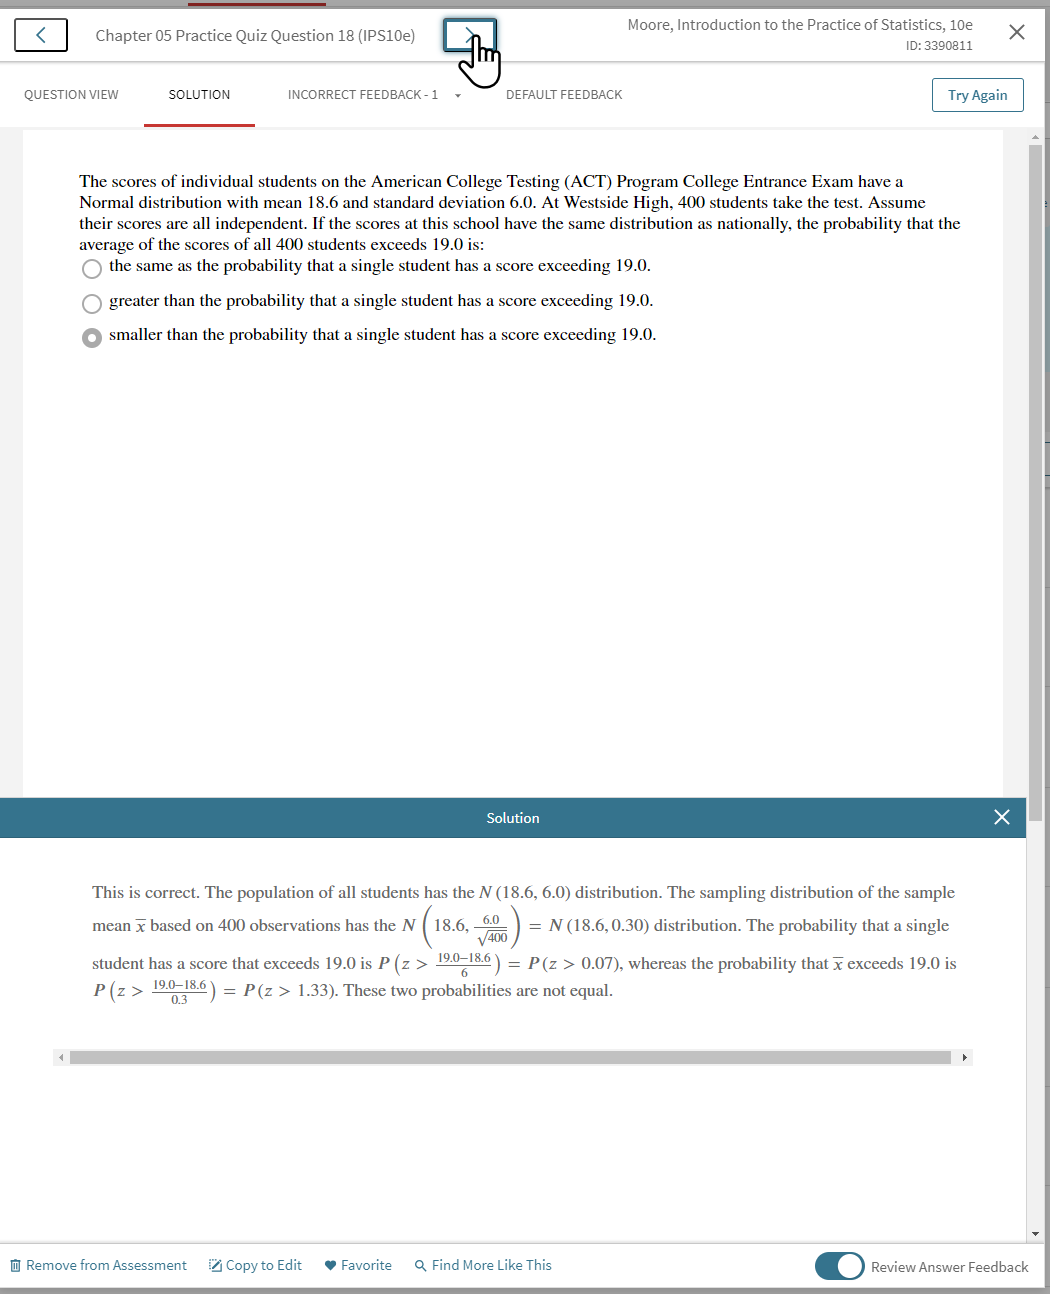 Chapter 05 Practice Quiz Question 18 (IPS10e)
Moore, Introduction to the Practice of Statistics, 10e
ID: 3390811
QUESTION VIEW
SOLUTION
INCORRECT FEEDBACK - 1
DEFAULT FEEDBACK
Try Again
The scores of individual students on the American College Testing (ACT) Program College Entrance Exam have a
Normal distribution with mean 18.6 and standard deviation 6.0. At Westside High, 400 students take the test. Assume
their scores are all independent. If the scores at this school have the same distribution as nationally, the probability that the
average of the scores of all 400 students exceeds 19.0 is:
the same as the probability that a single student has a score exceeding 19.0.
greater than the probability that a single student has a score exceeding 19.0.
smaller than the probability that a single student has a score exceeding 19.0.
Solution
This is correct. The population of all students has the N (18.6, 6.0) distribution. The sampling distribution of the sample
mean x̅ based on 400 observations has the N (18.6, 6.0/√400) = N (18.6, 0.30) distribution. The probability that a single
student has a score that exceeds 19.0 is P (z > 19.0–18.6/6) = P (z > 0.07), whereas the probability that x̅ exceeds 19.0 is
P (z > 19.0–18.6/0.3) = P (z > 1.33). These two probabilities are not equal.
Remove from Assessment
Copy to Edit
Favorite
Find More Like This
Review Answer Feedback